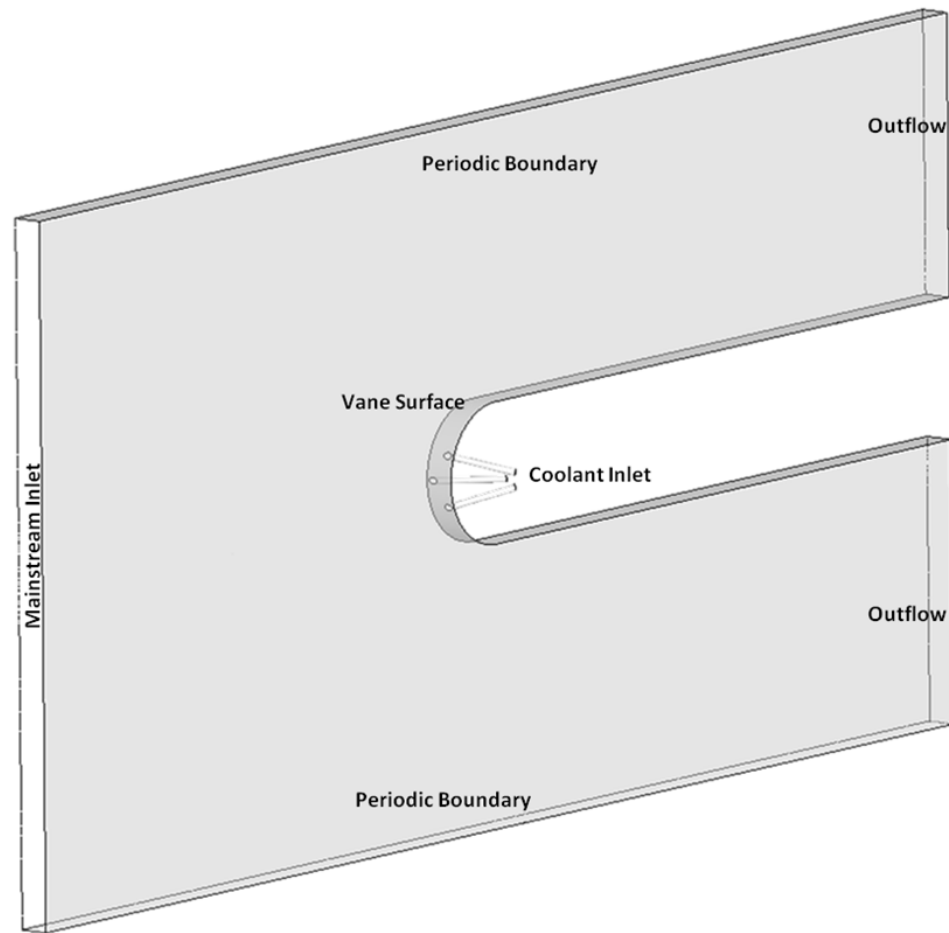 Outflow
Periodic Boundary
Vane Surface
Coolant Inlet
Mainstream Inlet
Outflow
Periodic Boundary